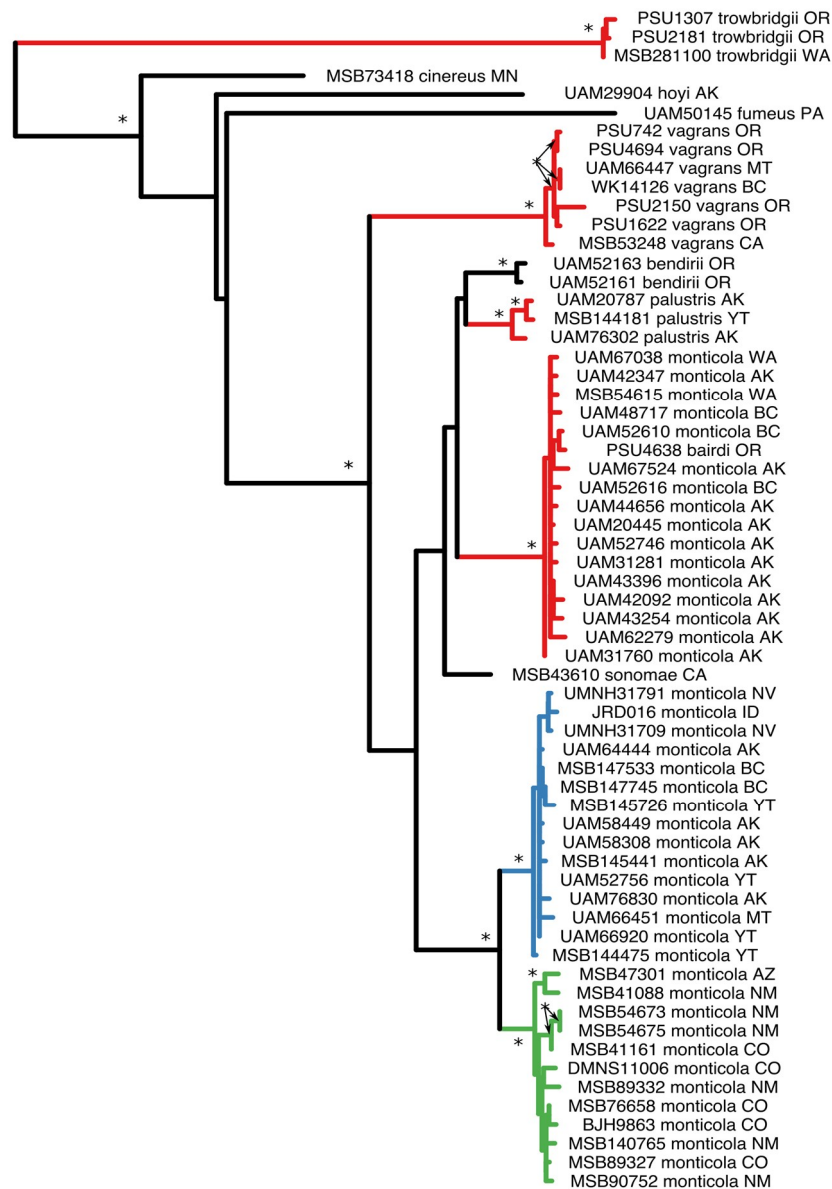 PSU1307 trowbridgii OR
*
PSU2181 trowbridgii OR
MSB281100 trowbridgii WA
MSB73418 cinereus MN
UAM29904 hoyi AK
*
UAM50145 fumeus PA
PSU742 vagrans OR
PSU4694 vagrans OR
*
UAM66447 vagrans MT
WK14126 vagrans BC
*
PSU2150 vagrans OR
PSU1622 vagrans OR
MSB53248 vagrans CA
*
UAM52163 bendirii OR
UAM52161 bendirii OR
*
UAM20787 palustris AK
*
MSB144181 palustris YT
UAM76302 palustris AK
UAM67038 monticola WA
UAM42347 monticola AK
MSB54615 monticola WA
UAM48717 monticola BC
UAM52610 monticola BC
PSU4638 bairdi OR
*
UAM67524 monticola AK
UAM52616 monticola BC
UAM44656 monticola AK
UAM20445 monticola AK
*
UAM52746 monticola AK
UAM31281 monticola AK
UAM43396 monticola AK
UAM42092 monticola AK
UAM43254 monticola AK
UAM62279 monticola AK
UAM31760 monticola AK
MSB43610 sonomae CA
UMNH31791 monticola NV
JRD016 monticola ID
UMNH31709 monticola NV
UAM64444 monticola AK
MSB147533 monticola BC
MSB147745 monticola BC
MSB145726 monticola YT
UAM58449 monticola AK
UAM58308 monticola AK
*
MSB145441 monticola AK
UAM52756 monticola YT
UAM76830 monticola AK
UAM66451 monticola MT
*
UAM66920 monticola YT
MSB144475 monticola YT
*
MSB47301 monticola AZ
MSB41088 monticola NM
*
MSB54673 monticola NM
MSB54675 monticola NM
*
MSB41161 monticola CO
DMNS11006 monticola CO
MSB89332 monticola NM
MSB76658 monticola CO
BJH9863 monticola CO
MSB140765 monticola NM
MSB89327 monticola CO
MSB90752 monticola NM